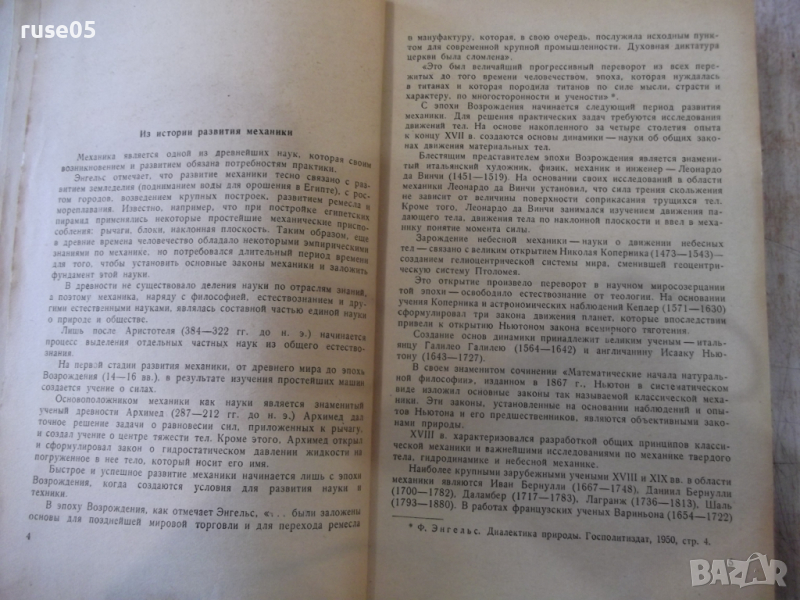 ruse05
Из истории развития механики
Механика является одной из древнейших наук, которая своим
возникновением и развитием обязана потребностям практики.
Энгельс отмечает, что развитие механики тесно связано с раз-
витием земледелия (поднимание воды для орошения в Египте), с рос-
том городов, возведением крупных построек, развитием ремесла и
мореплавания. Известно, например, что при постройке египетских
пирамид применялись некоторые простейшие механические приспо-
собления: рычаги, блоки, наклонная плоскость. Таким образом, еще
в древние времена человечество обладало некоторыми эмпирическими
знаниями по механике, но потребовался длительный период времени
для того, чтобы установить основные законы механики и заложить
фундамент этой науки.
В древности не существовало деления науки по отраслям знаний,
а поэтому механика, наряду с философией, естествознанием и дру-
гими естественными науками, являлась составной частью единой науки
о природе и обществе.
Лишь после Аристотеля (384—322 гг. до н. э.) начинается
процесс выделения отдельных частных наук из общего естество-
знания.
На первой стадии развития механики, от древнего мира до эпохи
Возрождения (14—16 вв.), в результате изучения простейших машин
создается учение о силах.
Основоположником механики как науки является знаменитый
ученый древности Архимед (287—212 гг. до н. э.) Архимед дал
точное решение задачи о равновесии сил, приложенных к рычагу,
и создал учение о центре тяжести тел. Кроме этого, Архимед открыл
и сформулировал закон о гидростатическом давлении жидкости на
погруженное в нее тело, который носит его имя.
Быстрое и успешное развитие механики начинается лишь с эпохи
Возрождения, когда создаются условия для развития науки и
техники.
В эпоху Возрождения, как отмечает Энгельс, «. . . были заложены
основы для позднейшей мировой торговли и для перехода ремесла
4
в мануфактуру, которая, в свою очередь, послужила исходным пунк-
том для современной крупной промышленности. Духовная диктатура
церкви была сломлена»
«Это был величайший прогрессивный переворот из всех пере-
житых до того времени человечеством, эпоха, которая нуждалась
в титанах и которая породила титанов по силе мысли, страсти и
характеру, по многосторонности и учености» *.
С эпохи Возрождения начинается следующий период развития
механики. Для решения практических задач требуются исследования
движений тел. На основе накопленного за четыре столетия опыта
к концу XVII в. создаются основы динамики — науки об общих зако-
нах движения материальных тел.
Блестящим представителем эпохи Возрождения является знамени-
тый итальянский художник, физик, механик и инженер — Леонардо
да Винчи (1451—1519). На основе своих исследований в области
механики Леонардо да Винчи установил, что сила трения скольжения
не зависит от величины поверхности соприкасания трущихся тел.
Кроме того, Леонардо да Винчи занимался изучением движения па-
дающего тела, движения тела по наклонной плоскости и ввел в меха-
нику понятие момента силы.
Зарождение небесной механики — науки о движении небесных
тел — связано с великим открытием Николая Коперника (1473—1543)—
созданием гелиоцентрической системы мира, сменившей геоцентри-
ческую систему Птоломея.
Это открытие произвело переворот в научном миросозерцании
той эпохи — освободило естествознание от теологии. На основании
учения Коперника и астрономических наблюдений Кеплер (1571—1630)
сформулировал три закона движения планет, которые впоследствии
привели к открытию Ньютоном закона всемирного тяготения.
Создание основ динамики принадлежит великим ученым — италь-
янцу Галилео Галилею (1564—1642) и англичанину Исааку Нью-
тону (1643—1727).
В своем знаменитом сочинении «Математические начала натураль-
ной философии», изданном в 1867 г., Ньютон в систематическом
виде изложил основные законы так называемой классической механи-
ки. Эти законы, установленные на основании наблюдений и опы-
тов Ньютона и его предшественников, являются объективными зако-
нами природы.
XVIII в. характеризовался разработкой общих принципов класси-
ческой механики и важнейшими исследованиями по механике твердого
тела, гидродинамике и небесной механике.
Наиболее крупными зарубежными учеными XVIII и XIX вв. в области
механики являются Иван Бернулли (1667—1748), Даниил Бернулли
(1700—1782), Даламбер (1717—1783), Лагранж (1736—1813), Шаль
(1793—1880). В работах французских ученых Вариньона (1654—1722)
* Ф. Энгельс. Диалектика природы. Госполитиздат, 1950, стр. 4.
BAZAR
bg